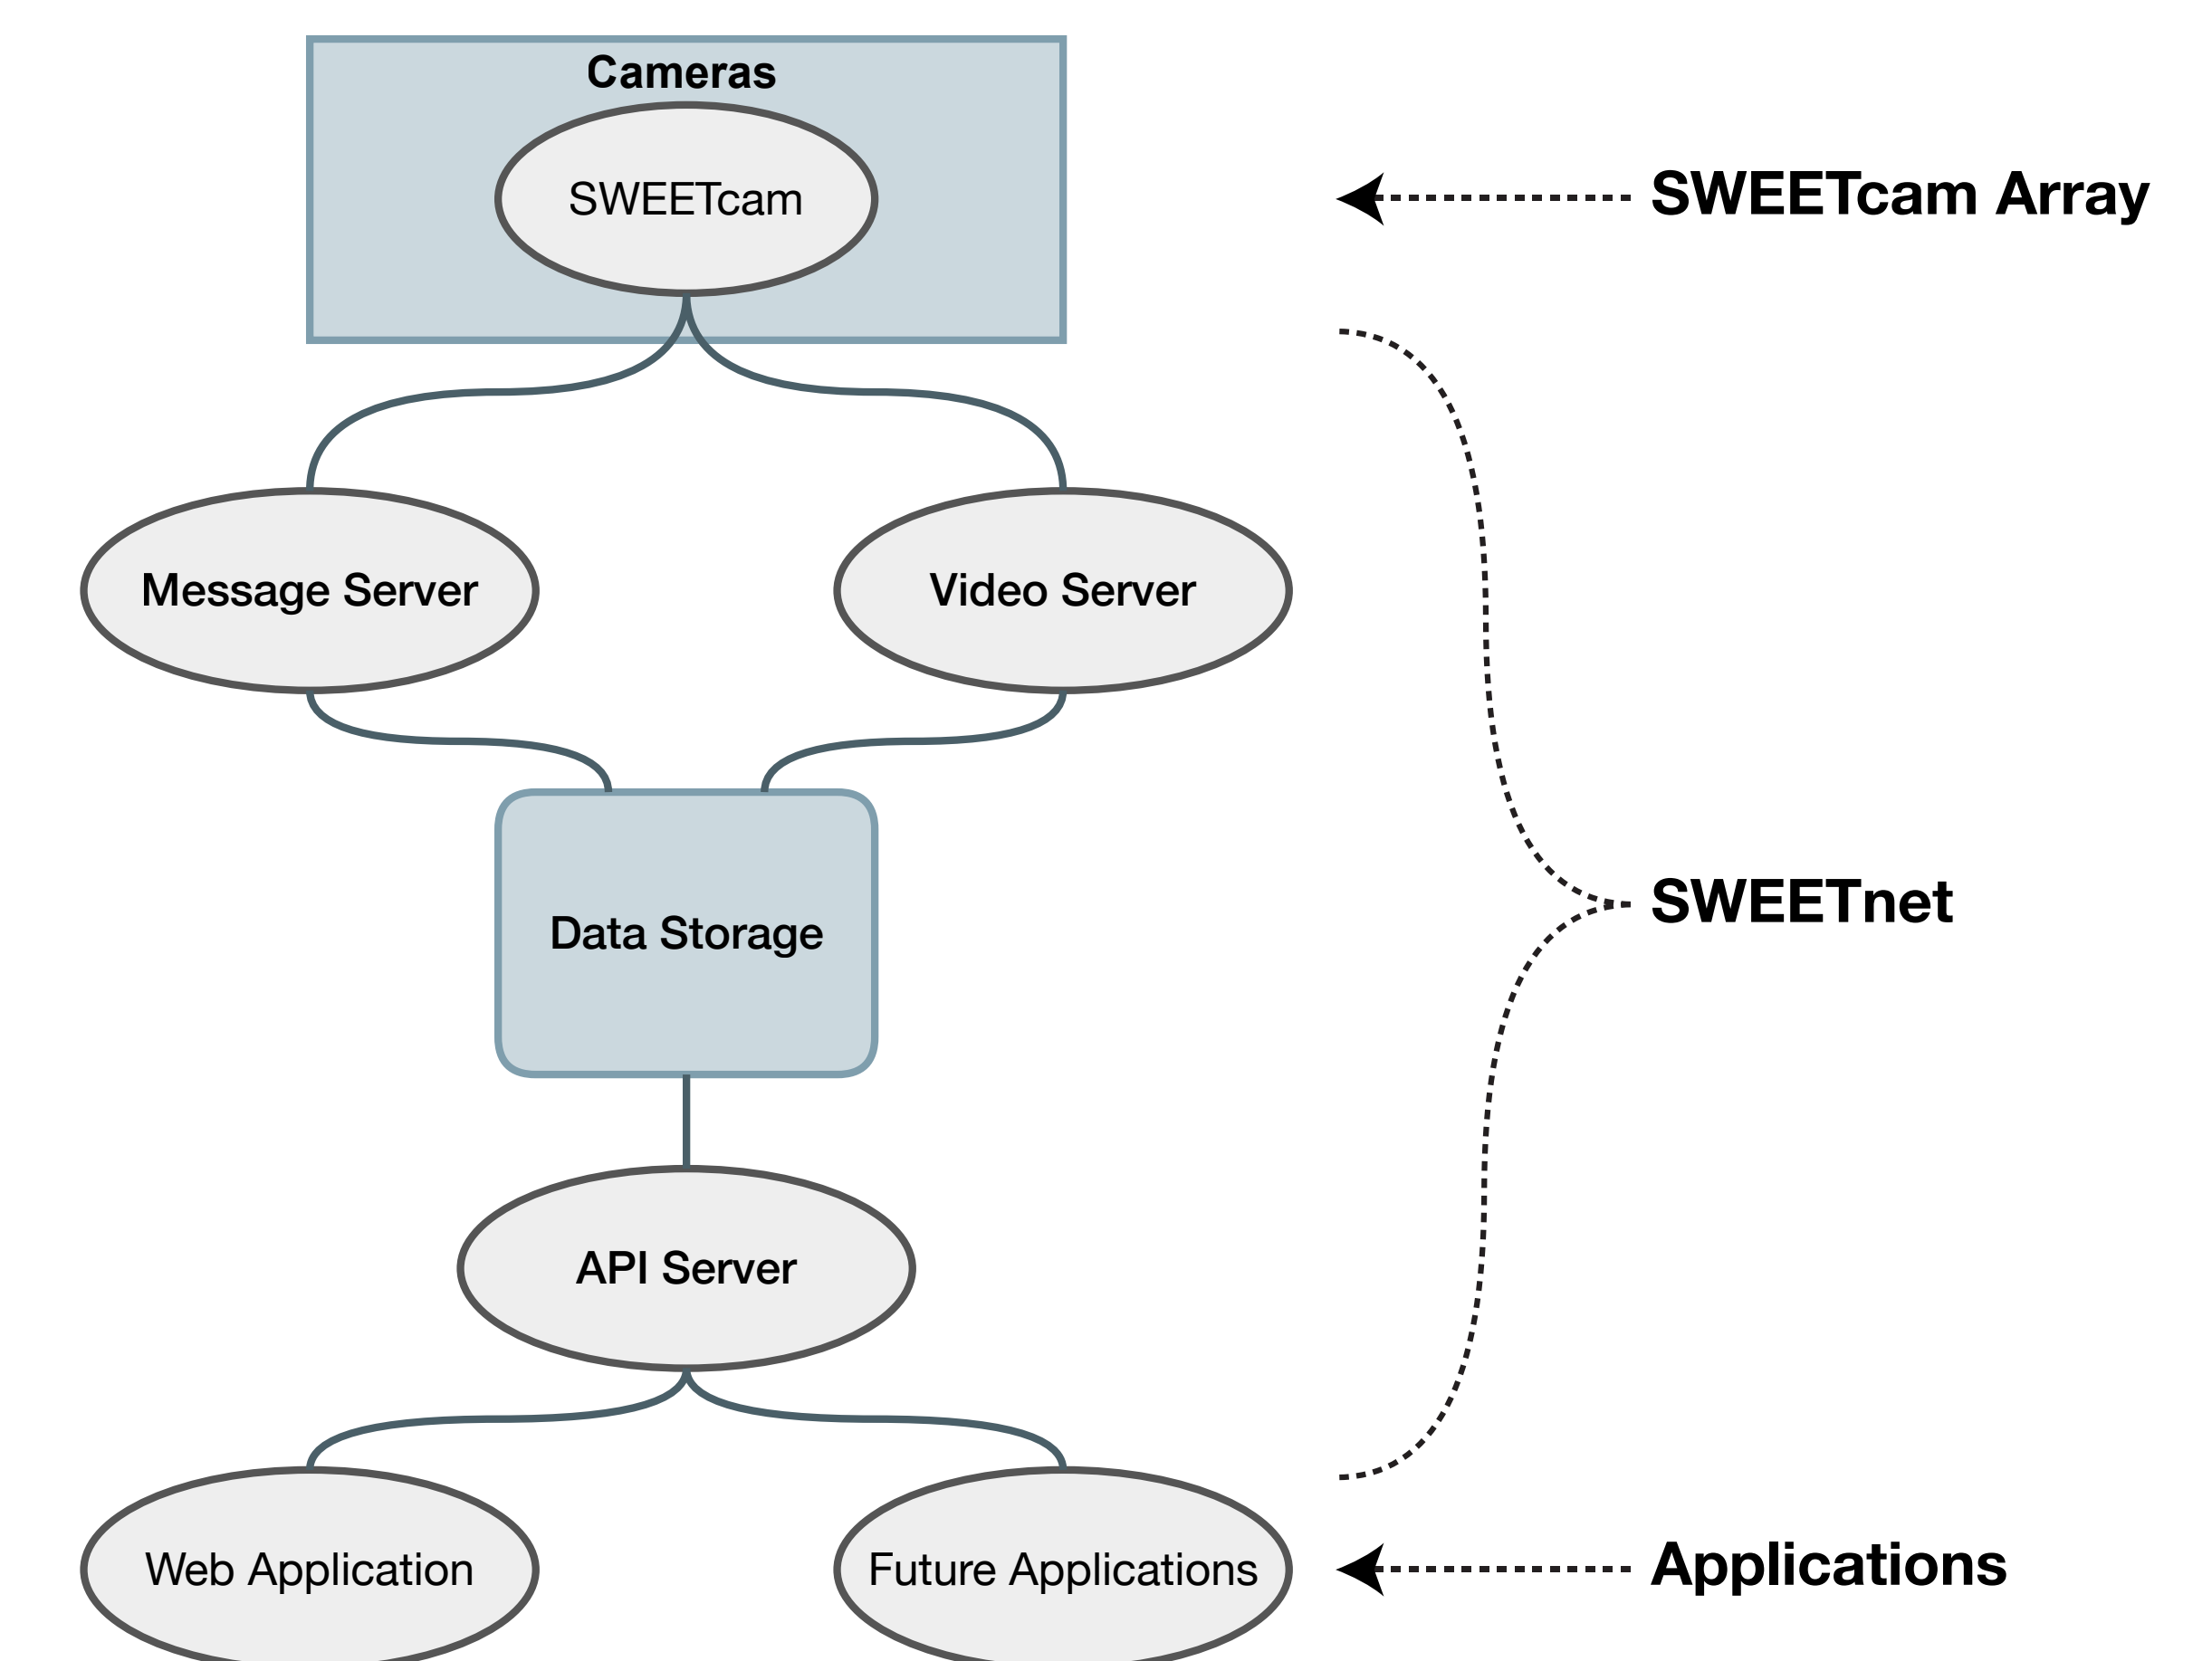 Cameras
SWEETcam
SWEETcam Array
Message Server
Video Server
SWEETnet
Data Storage
API Server
Web Application
Future Applications
Applications